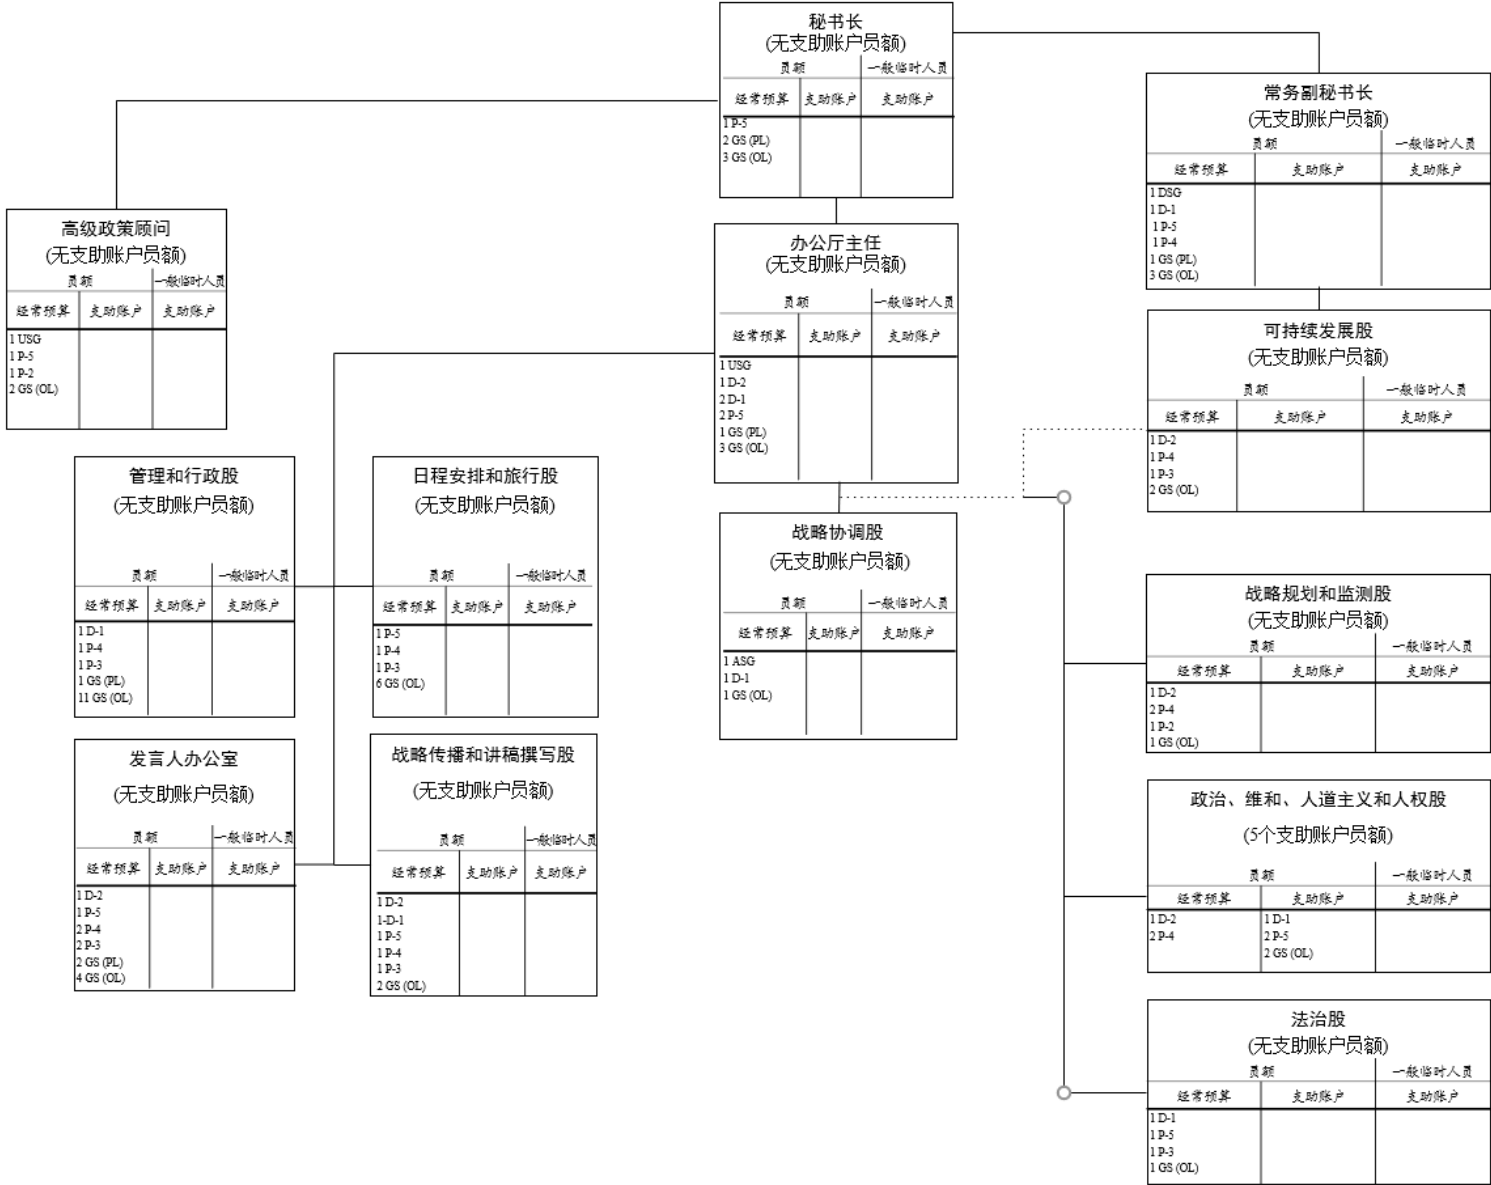 秘书长
(无支助账户员额)
员额 一般临时人员
经常预算 支助账户 支助账户
1 P-5
2 GS (PL)
3 GS (OL)
常务副秘书长
(无支助账户员额)
员额 一般临时人员
经常预算 支助账户 支助账户
1 DSG
1 D-1
1 P-5
1 P-4
1 GS (PL)
3 GS (OL)
高级政策顾问
(无支助账户员额)
员额 一般临时人员
经常预算 支助账户 支助账户
1 USG
1 P-5
1 P-2
2 GS (OL)
办公厅主任
(无支助账户员额)
员额 一般临时人员
经常预算 支助账户 支助账户
1 USG
1 D-2
2 D-1
2 P-5
1 GS (PL)
3 GS (OL)
可持续发展股
(无支助账户员额)
员额 一般临时人员
经常预算 支助账户 支助账户
1 D-2
1 P-4
1 P-3
2 GS (OL)
管理和行政股
(无支助账户员额)
员额 一般临时人员
经常预算 支助账户 支助账户
1 D-1
1 P-4
1 P-3
1 GS (PL)
11 GS (OL)
日程安排和旅行股
(无支助账户员额)
员额 一般临时人员
经常预算 支助账户 支助账户
1 P-5
1 P-4
1 P-3
6 GS (OL)
战略协调股
(无支助账户员额)
员额 一般临时人员
经常预算 支助账户 支助账户
1 ASG
1 D-1
1 GS (OL)
战略规划和监测股
(无支助账户员额)
员额 一般临时人员
经常预算 支助账户 支助账户
1 D-2
2 P-4
1 P-2
1 GS (OL)
发言人办公室
(无支助账户员额)
员额 一般临时人员
经常预算 支助账户 支助账户
1 D-2
1 P-5
2 P-4
2 P-3
2 GS (PL)
4 GS (OL)
战略传播和讲稿撰写股
(无支助账户员额)
员额 一般临时人员
经常预算 支助账户 支助账户
1 D-2
1-D-1
1 P-5
1 P-4
1 P-3
2 GS (OL)
政治、维和、人道主义和人权股
(5个支助账户员额)
员额 一般临时人员
经常预算 支助账户 支助账户
1 D-2 1 D-1
2 P-4 2 P-5
2 GS (OL)
法治股
(无支助账户员额)
员额 一般临时人员
经常预算 支助账户 支助账户
1 D-1
1 P-5
1 P-3
1 GS (OL)